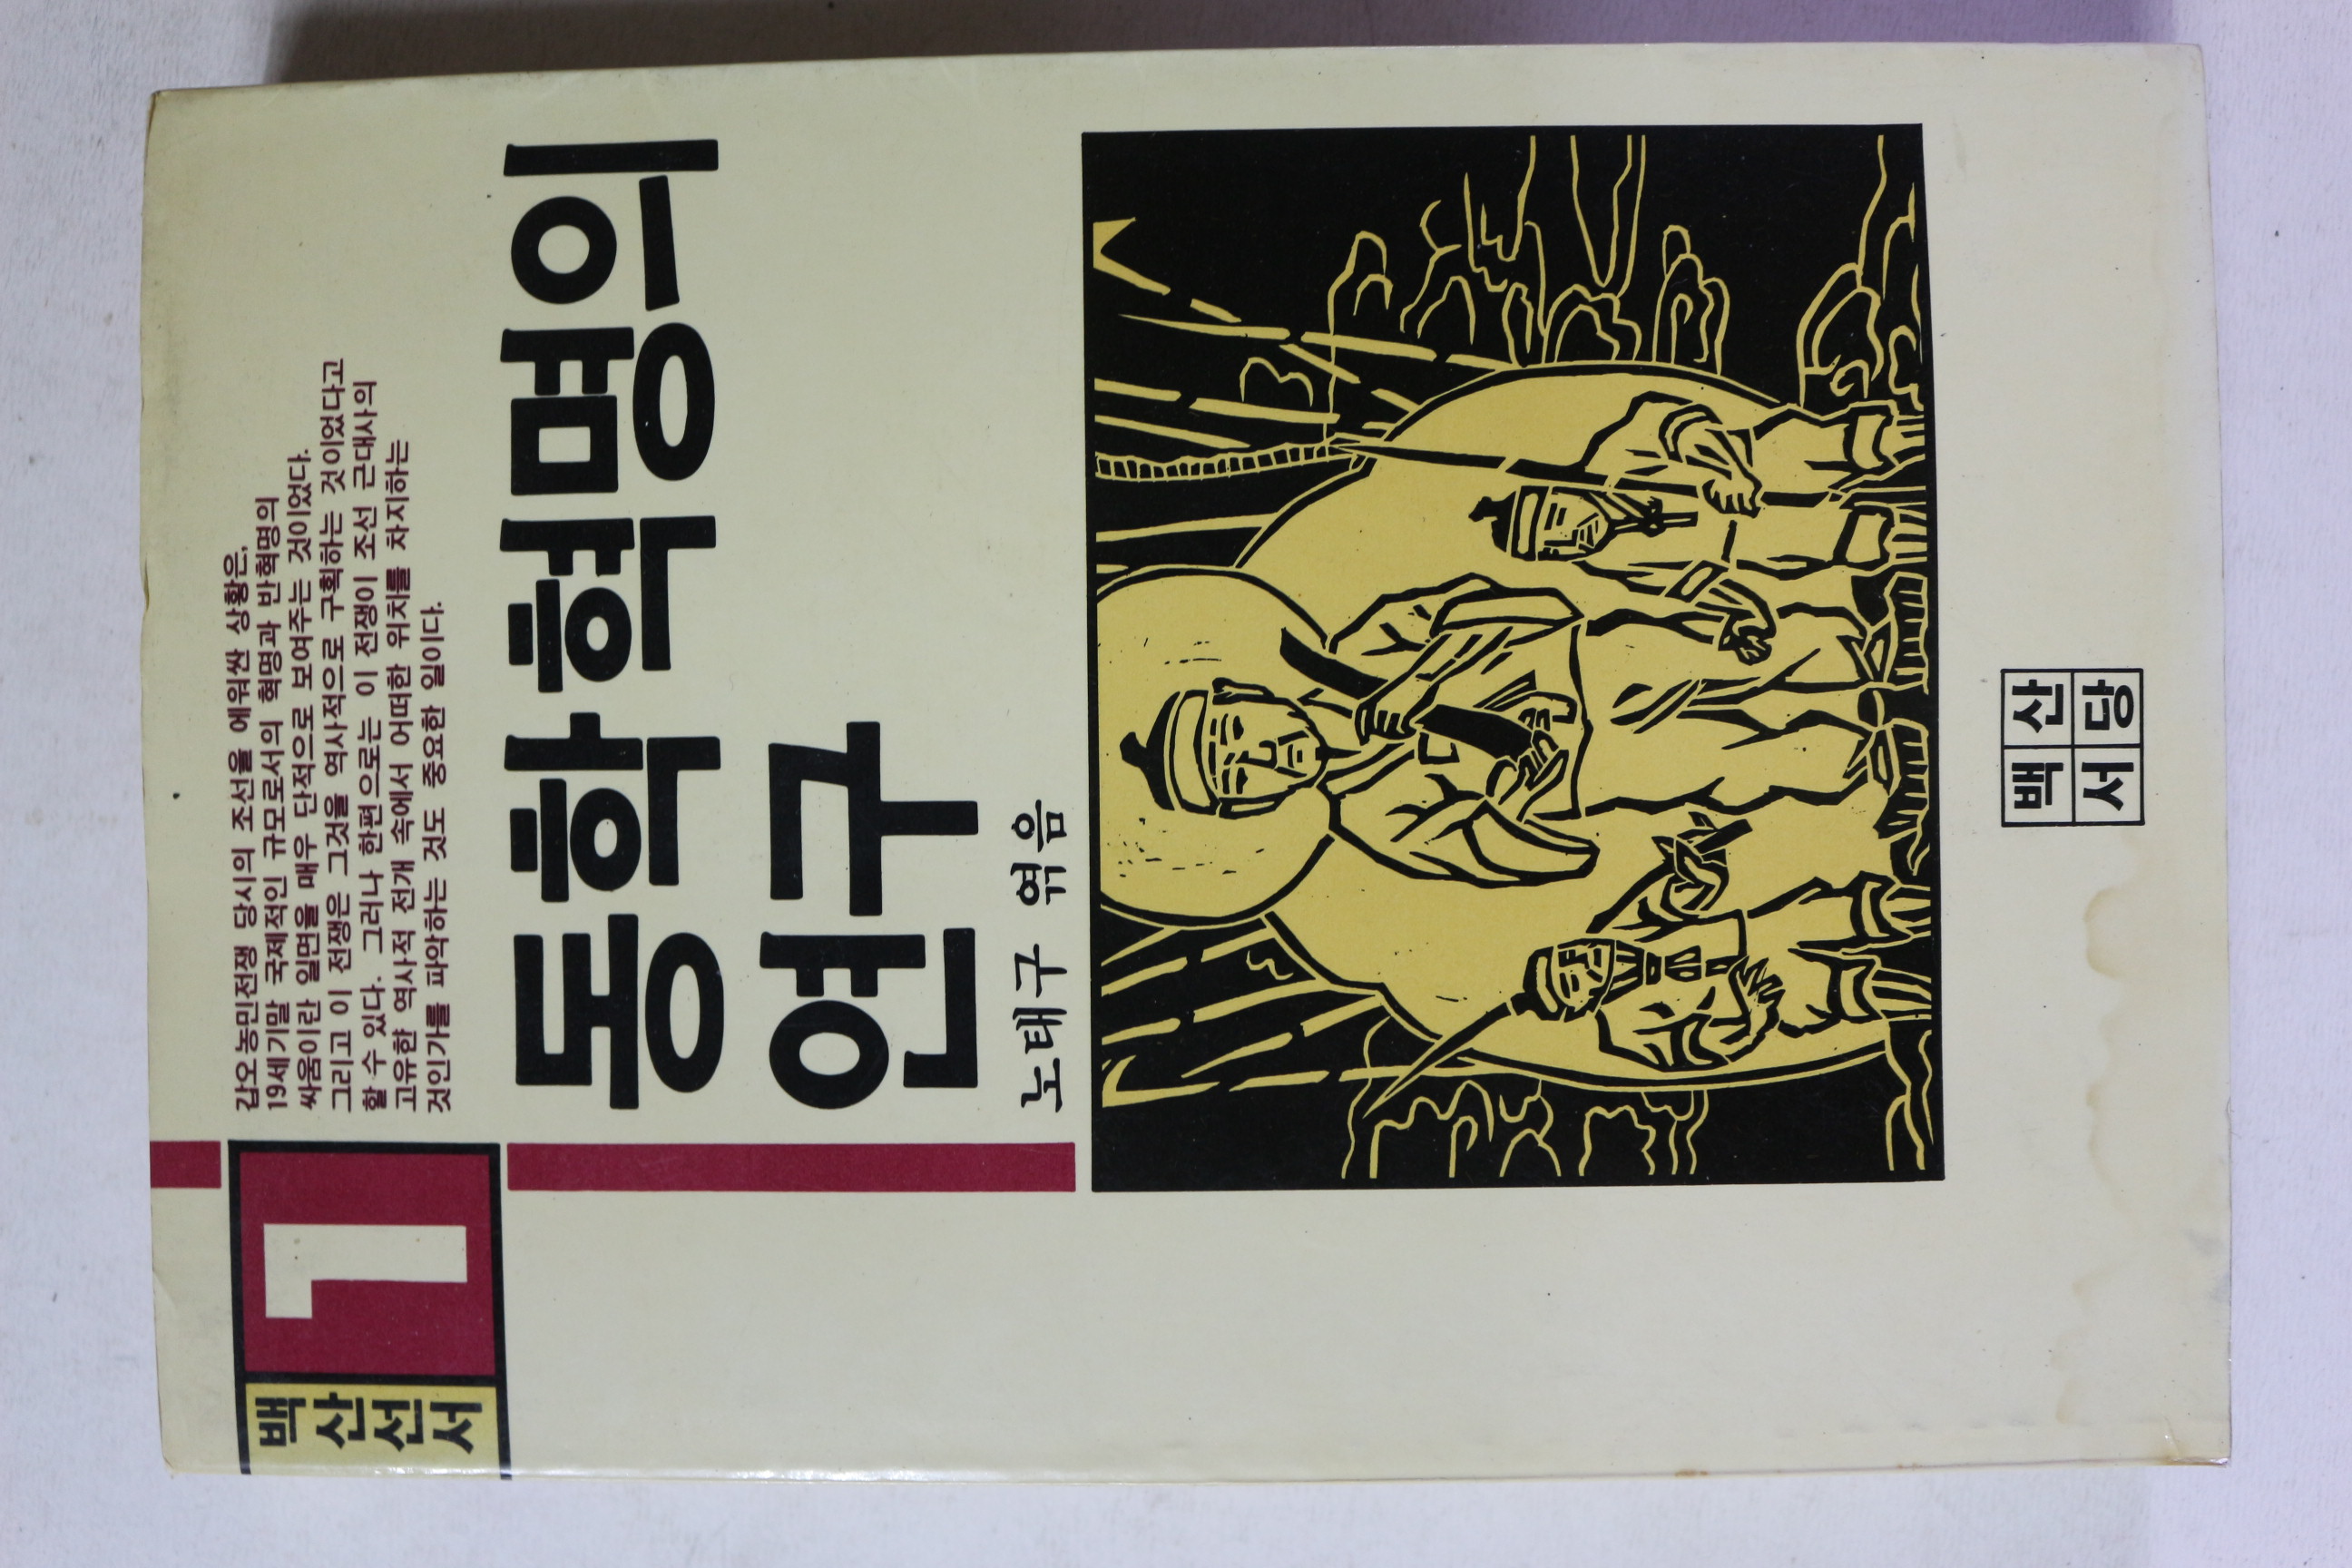 백산선서
1
갑오농민전쟁 당시의 조선을 에워싼 상황은,
19세기말 국제적인 규모로서의 혁명과 반혁명의
싸움이란 일면을 매우 단적으로 보여주는 것이었다.
그리고 이 전쟁은 그것을 역사적으로 구획하는 것이었다고
할 수 있다. 그러나 한편으로는 이 전쟁이 조선 근대사의
고유한 역사적 전개 속에서 어떠한 위치를 차지하는
것인가를 파악하는 것도 중요한 일이다.
동학혁명의
연구
노태구 엮음
백산
서당